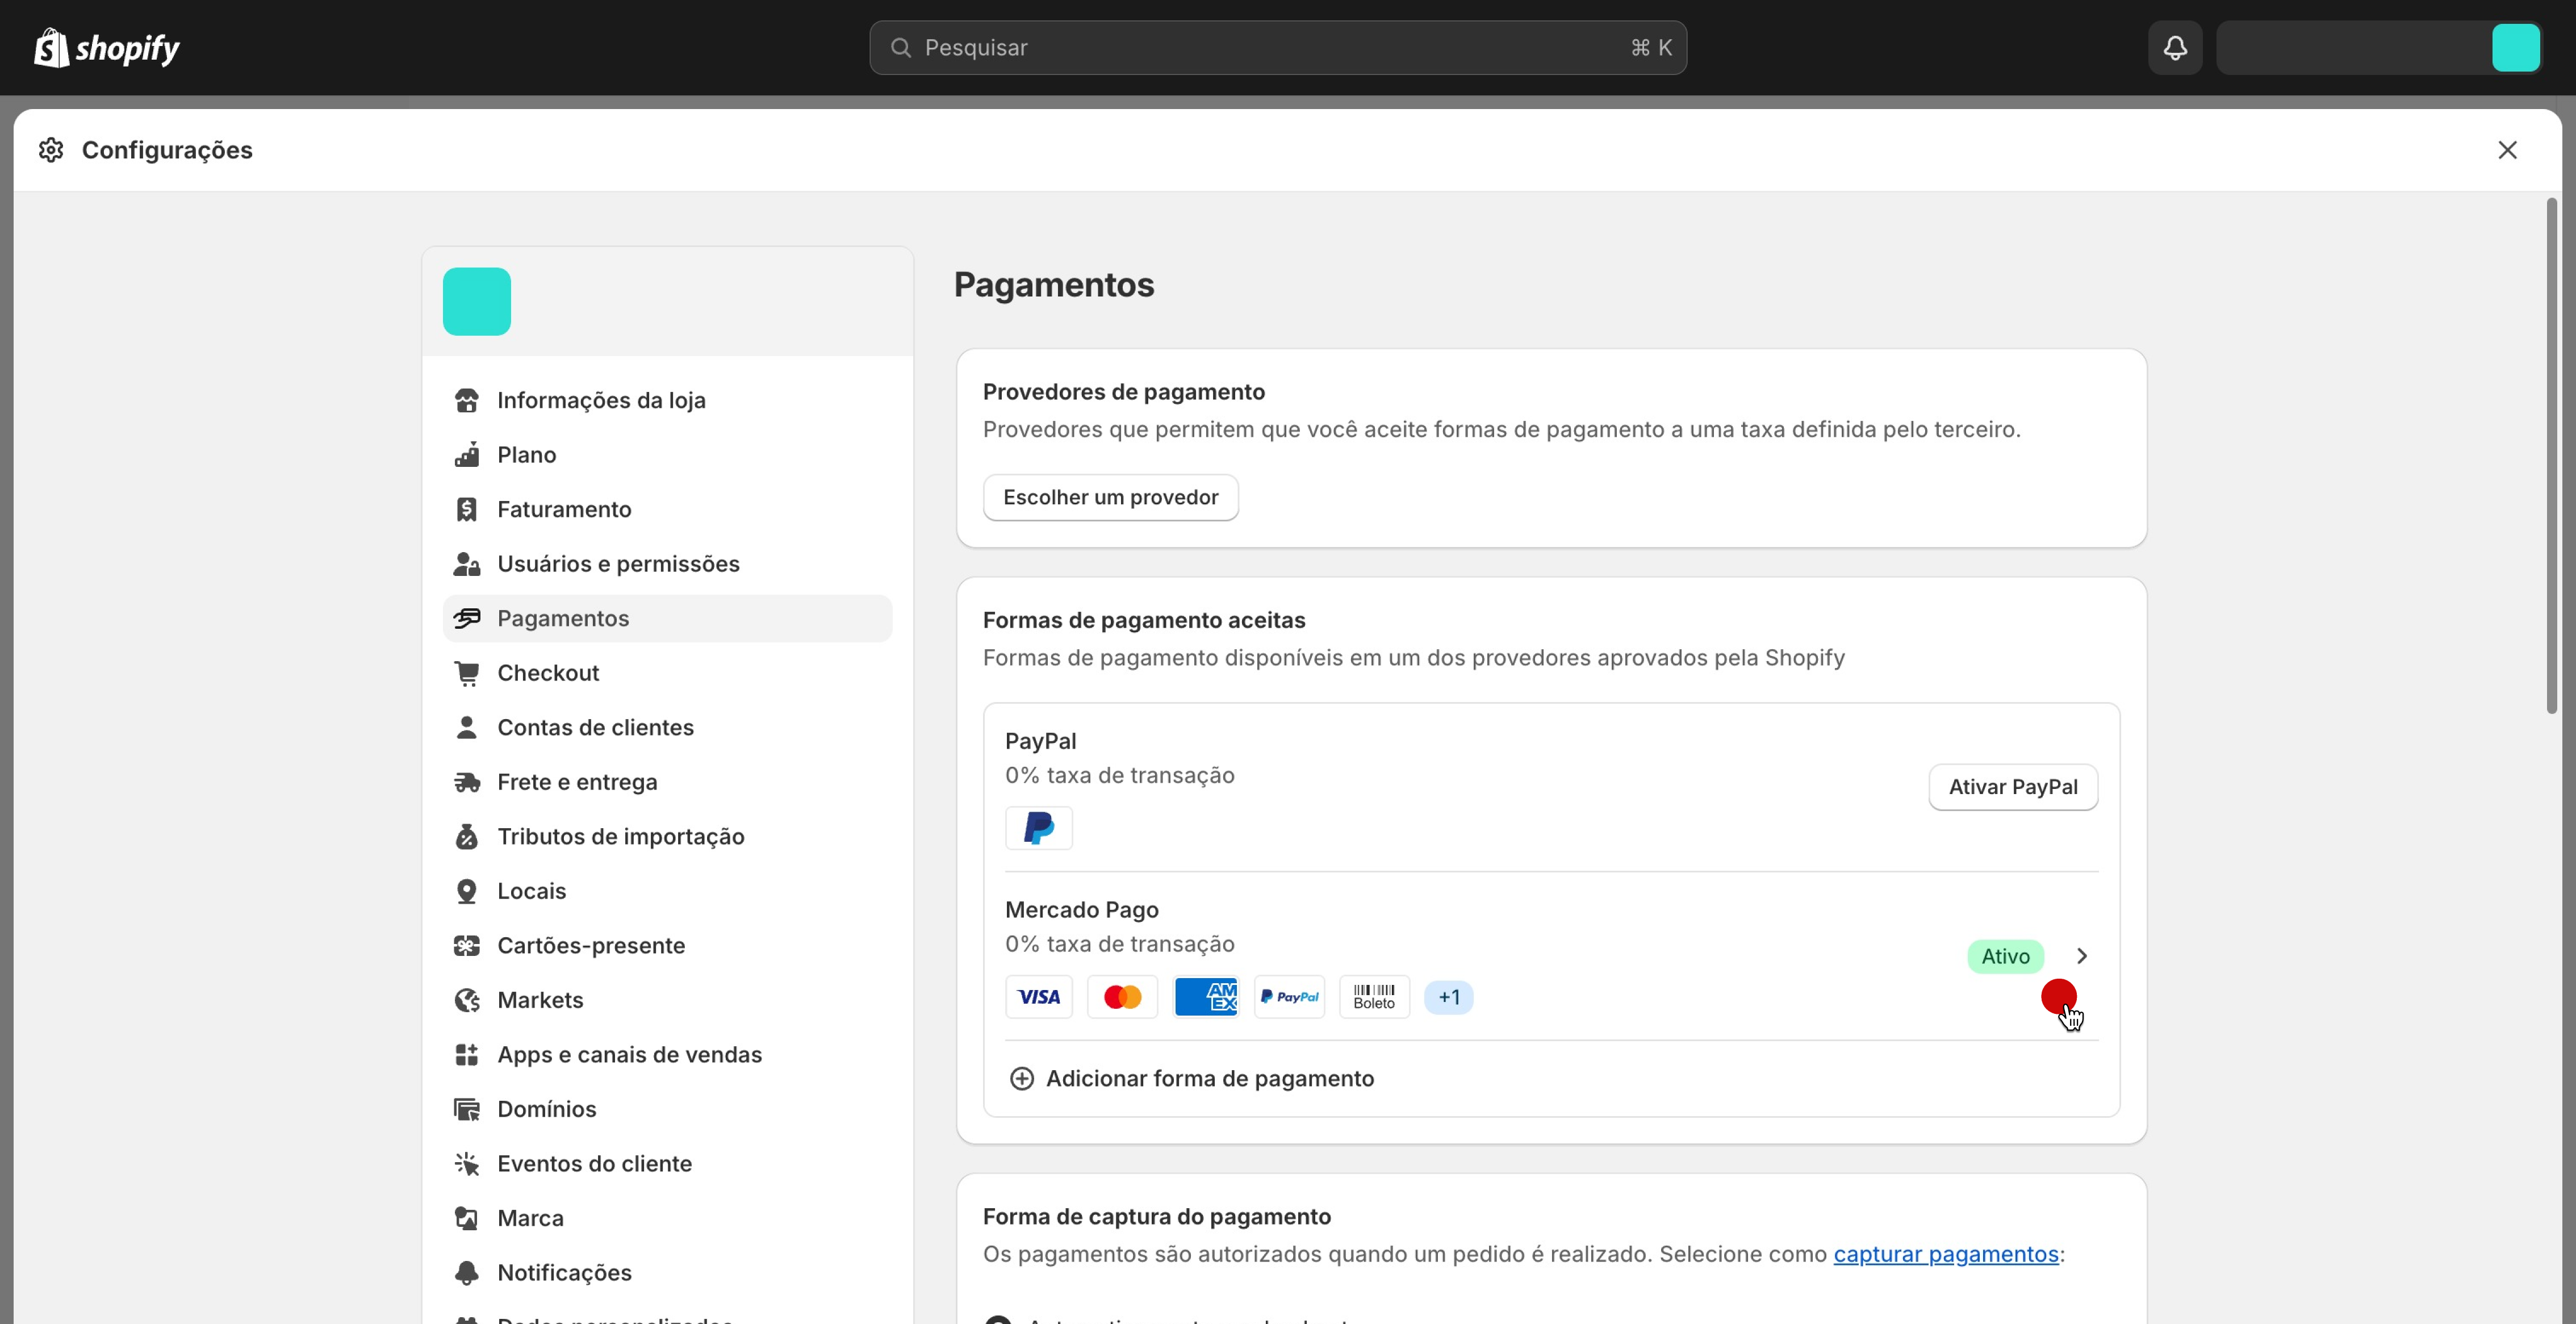 shopify
Pesquisar
⌘ K
Configurações
Informações da loja
Plano
Faturamento
Usuários e permissões
Pagamentos
Checkout
Contas de clientes
Frete e entrega
Tributos de importação
Locais
Cartões-presente
Markets
Apps e canais de vendas
Domínios
Eventos do cliente
Marca
Notificações
Pagamentos
Provedores de pagamento
Provedores que permitem que você aceite formas de pagamento a uma taxa definida pelo terceiro.
Escolher um provedor
Formas de pagamento aceitas
Formas de pagamento disponíveis em um dos provedores aprovados pela Shopify
PayPal
0% taxa de transação
Ativar PayPal
Mercado Pago
0% taxa de transação
Ativo
VISA
AM
EX
PayPal
Boleto
+1
Adicionar forma de pagamento
Forma de captura do pagamento
Os pagamentos são autorizados quando um pedido é realizado. Selecione como capturar pagamentos: